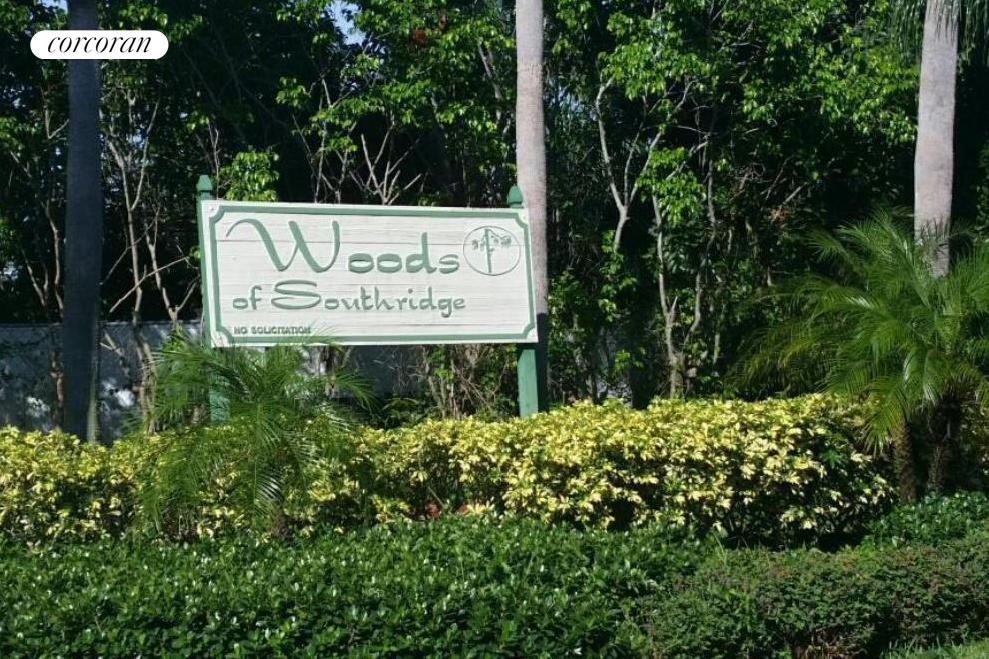 corcoran
Woods
of Southridge
NO SOLICITATION